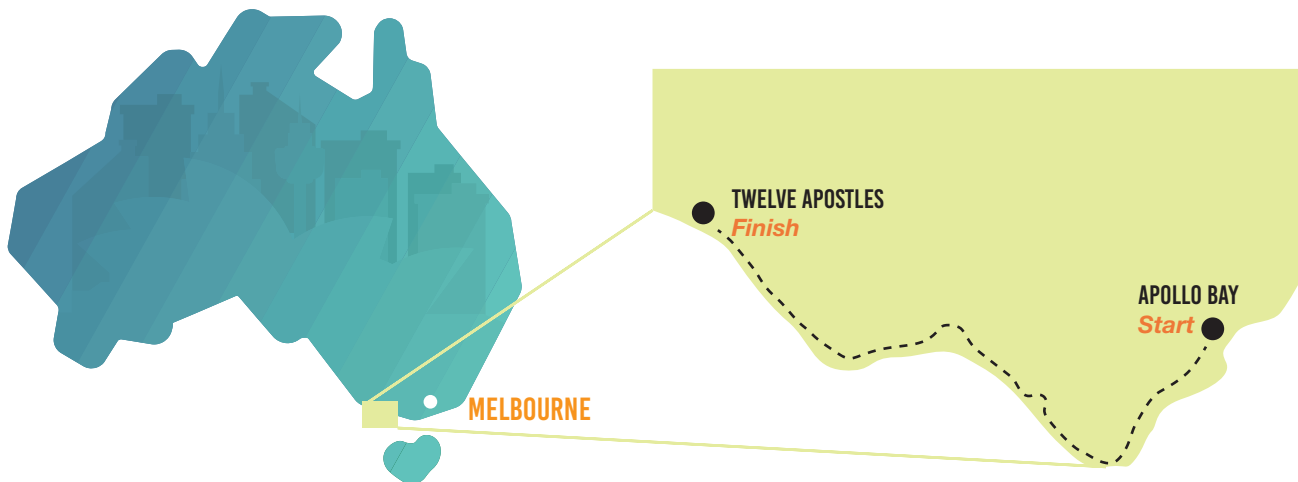 TWELVE APOSTLES
Finish
APOLLO BAY
Start
MELBOURNE